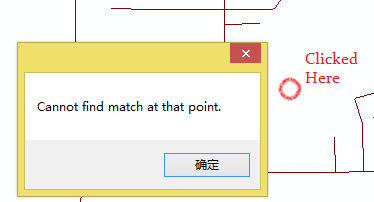 Clicked
Here
Cannot find match at that point.
确定